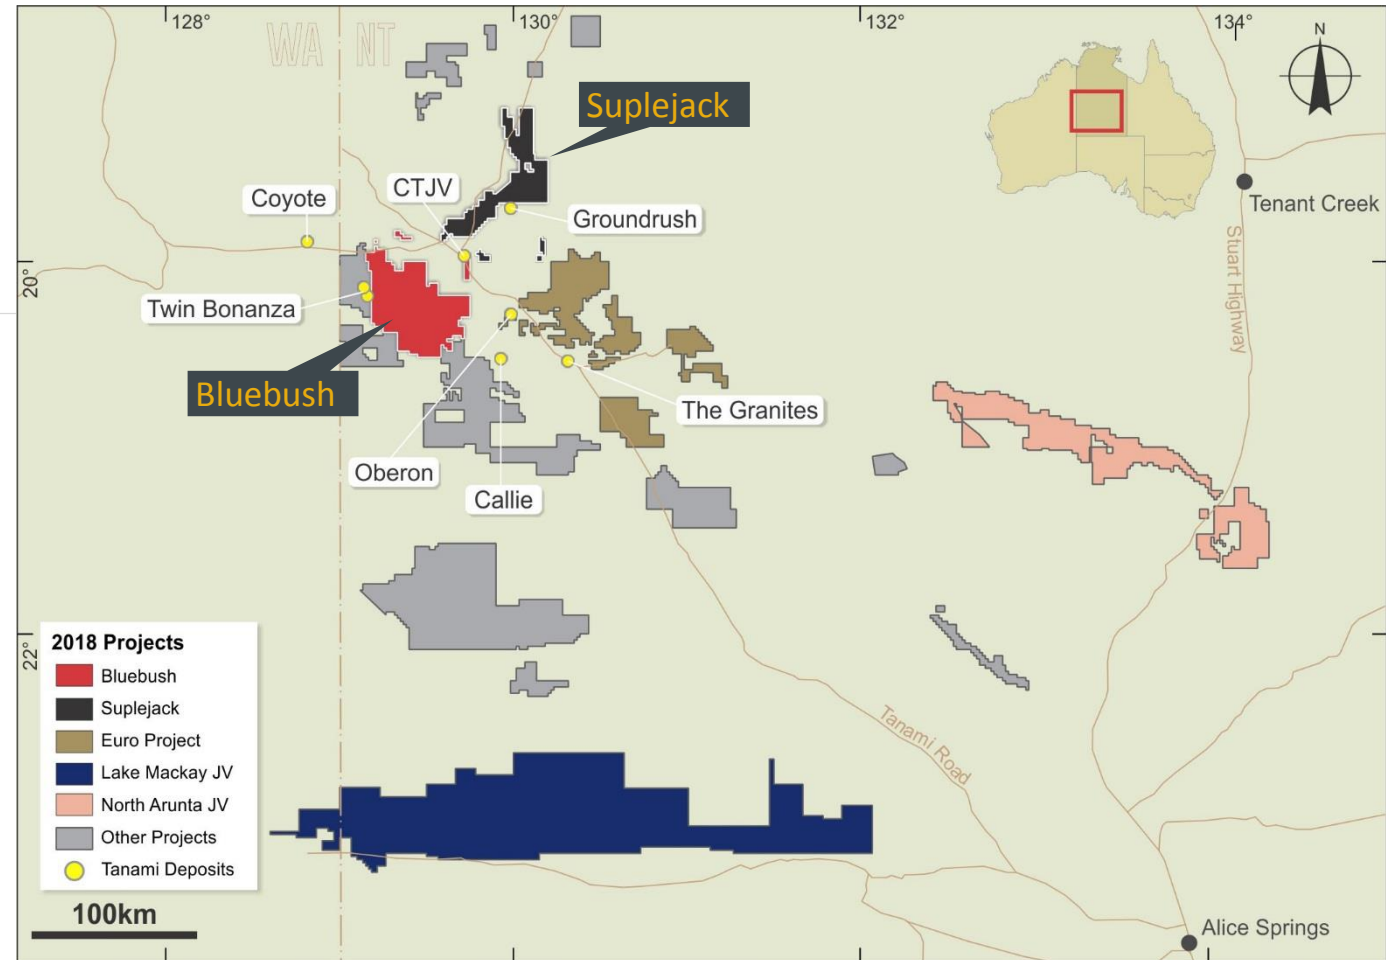 128°
130°
132°
134°
WA NT
N
Suplejack
CTJV
Coyote
Groundrush
Tenant Creek
Stuart Highway
20°
Twin Bonanza
Bluebush
The Granites
Oberon
Callie
22°
2018 Projects
Bluebush
Suplejack
Euro Project
Lake Mackay JV
North Arunta JV
Other Projects
Tanami Deposits
Tanami Road
100km
Alice Springs